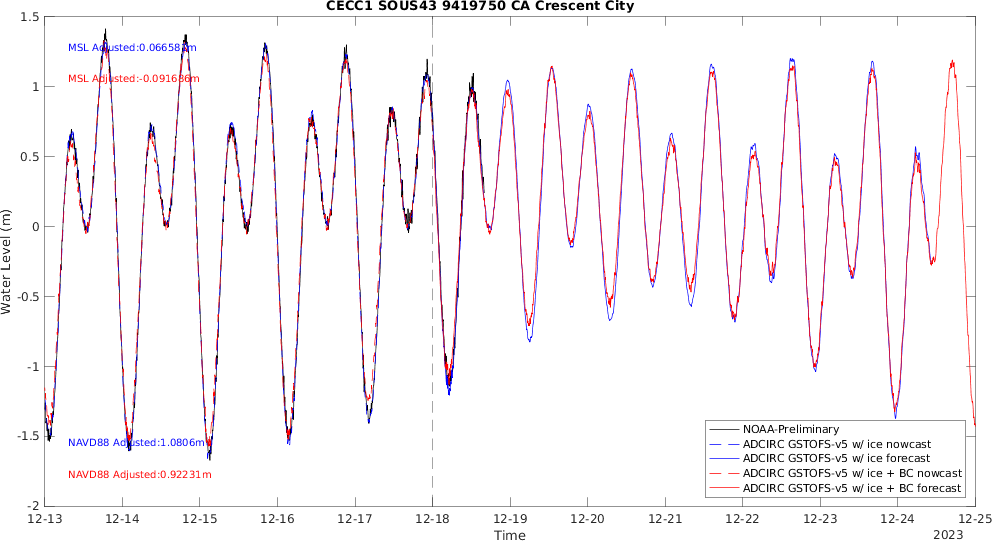 CECC1 SOUS43 9419750 CA Crescent City
MSL Adjusted:0.06658
MSL Adjusted:-0.091636m
NAVD88 Adjusted:1.0806m
NAVD88 Adjusted:0.92231m
Water Level (m)
1.5
1
0.5
0
-0.5
-1
-1.5
-2
NOAA-Preliminary
ADCIRC GSTOFS-v5 w/ ice nowcast
ADCIRC GSTOFS-v5 w/ ice forecast
ADCIRC GSTOFS-v5 w/ ice + BC nowcast
ADCIRC GSTOFS-v5 w/ ice + BC forecast
12-13 12-14 12-15 12-16 12-17 12-18 12-19 12-20 12-21 12-22 12-23 12-24 12-25
Time
2023